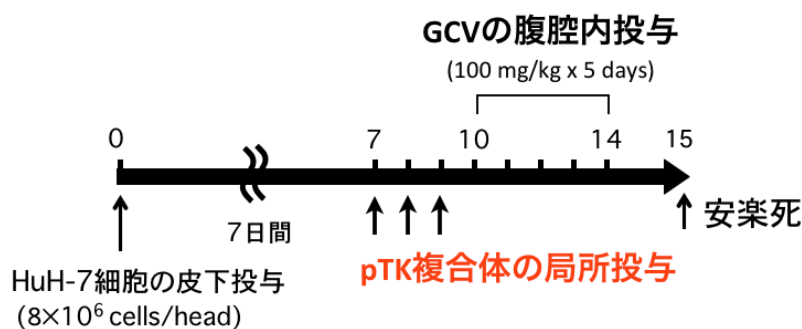 GCVの腹腔内投与
(100 mg/kg x 5 days)
0 7 10 14 15
7日間
安楽死
pTK複合体の局所投与
HuH-7細胞の皮下投与
(8×10⁶ cells/head)